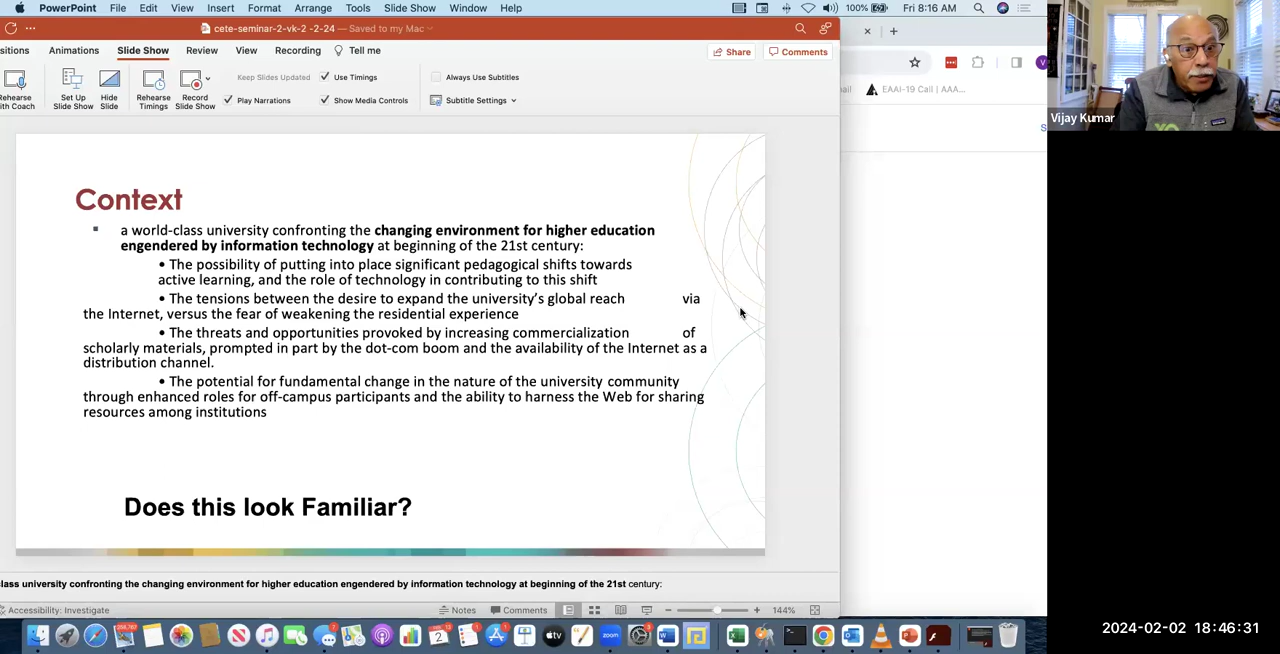 PowerPoint File Edit View Insert Format Arrange Tools Slide Show Window Help 100% Fri 8:16 AM
cete-seminar-2-vk-2 -2-24 — Saved to my Mac
sitions Animations Slide Show Review View Recording Tell me Share Comments
Rehearse with Coach
Set Up Slide Show
Hide Slide
Rehearse Timings
Record Slide Show
Keep Slides Updated
Use Timings
Always Use Subtitles
Play Narrations
Show Media Controls
Subtitle Settings
EAAI-19 Call | AAA...
Vijay Kumar
Context
▪ a world-class university confronting the changing environment for higher education
engendered by information technology at beginning of the 21st century:
• The possibility of putting into place significant pedagogical shifts towards
active learning, and the role of technology in contributing to this shift
• The tensions between the desire to expand the university's global reach via
the Internet, versus the fear of weakening the residential experience
• The threats and opportunities provoked by increasing commercialization of
scholarly materials, prompted in part by the dot-com boom and the availability of the Internet as a
distribution channel.
• The potential for fundamental change in the nature of the university community
through enhanced roles for off-campus participants and the ability to harness the Web for sharing
resources among institutions
Does this look Familiar?
class university confronting the changing environment for higher education engendered by information technology at beginning of the 21st century:
Accessibility: Investigate Notes Comments 144%
zoom
tv
2024-02-02 18:46:31